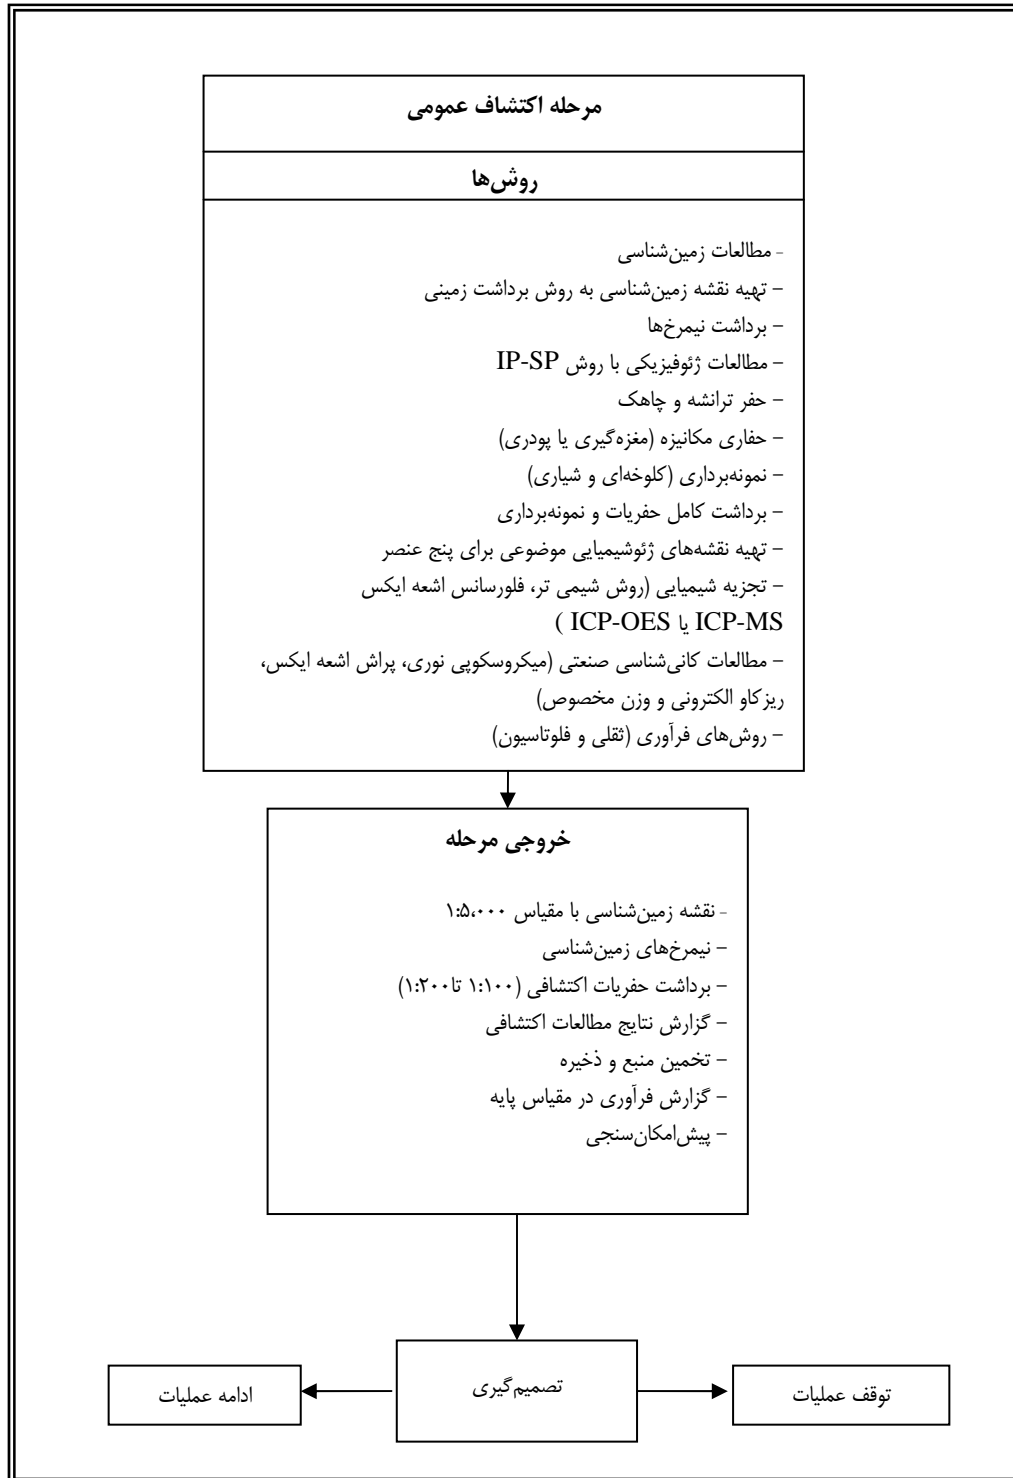 مرحله اکتشاف عمومی
روش‌ها
- مطالعات زمین‌شناسی
- تهیه نقشه زمین‌شناسی به روش برداشت زمینی
- برداشت نیمرخ‌ها
- مطالعات ژئوفیزیکی با روش IP-SP
- حفر ترانشه و چاهک
- حفاری مکانیزه (مغزه‌گیری یا پودری)
- نمونه‌برداری (کلوخه‌ای و شیاری)
- برداشت کامل حفریات و نمونه‌برداری
- تهیه نقشه‌های ژئوشیمیایی موضوعی برای پنج عنصر
- تجزیه شیمیایی (روش شیمی تر، فلورسانس اشعه ایکس
ICP-MS یا ICP-OES )
- مطالعات کانی‌شناسی صنعتی (میکروسکوپی نوری، پراش اشعه ایکس،
ریزکاو الکترونی و وزن مخصوص)
- روش‌های فرآوری (ثقلی و فلوتاسیون)
خروجی مرحله
- نقشه زمین‌شناسی با مقیاس ۱:۵،۰۰۰
- نیمرخ‌های زمین‌شناسی
- برداشت حفریات اکتشافی (۱:۱۰۰ تا ۱:۲۰۰)
- گزارش نتایج مطالعات اکتشافی
- تخمین منبع و ذخیره
- گزارش فرآوری در مقیاس پایه
- پیش‌امکان‌سنجی
تصمیم‌گیری
توقف عملیات
ادامه عملیات